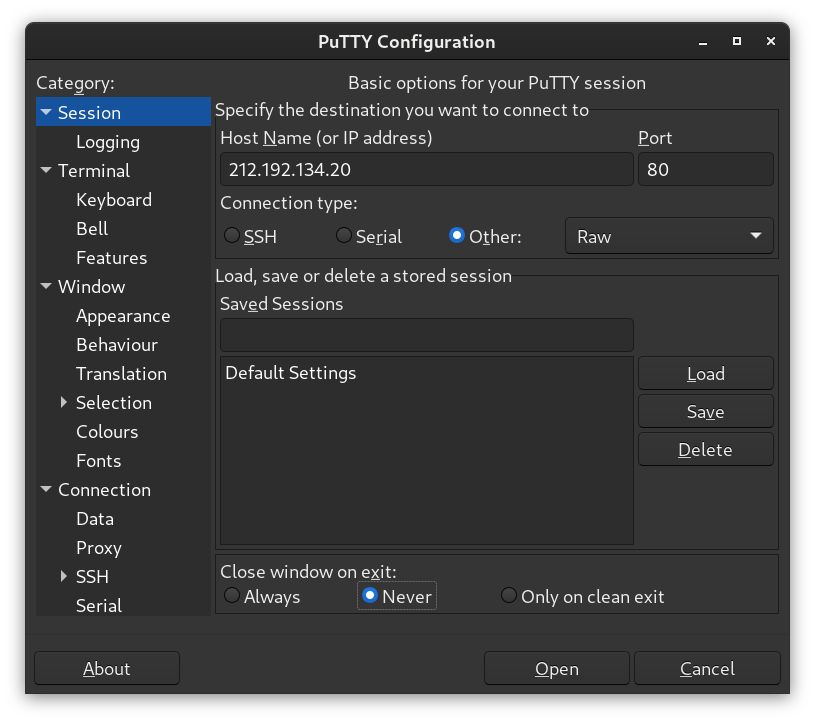 PuTTY Configuration
Category:
Session
Logging
Terminal
Keyboard
Bell
Features
Window
Appearance
Behaviour
Translation
Selection
Colours
Fonts
Connection
Data
Proxy
SSH
Serial
Basic options for your PuTTY session
Specify the destination you want to connect to
Host Name (or IP address) Port
212.192.134.20 80
Connection type:
SSH Serial Other: Raw
Load, save or delete a stored session
Saved Sessions
Default Settings
Load
Save
Delete
Close window on exit:
Always Never Only on clean exit
About Open Cancel